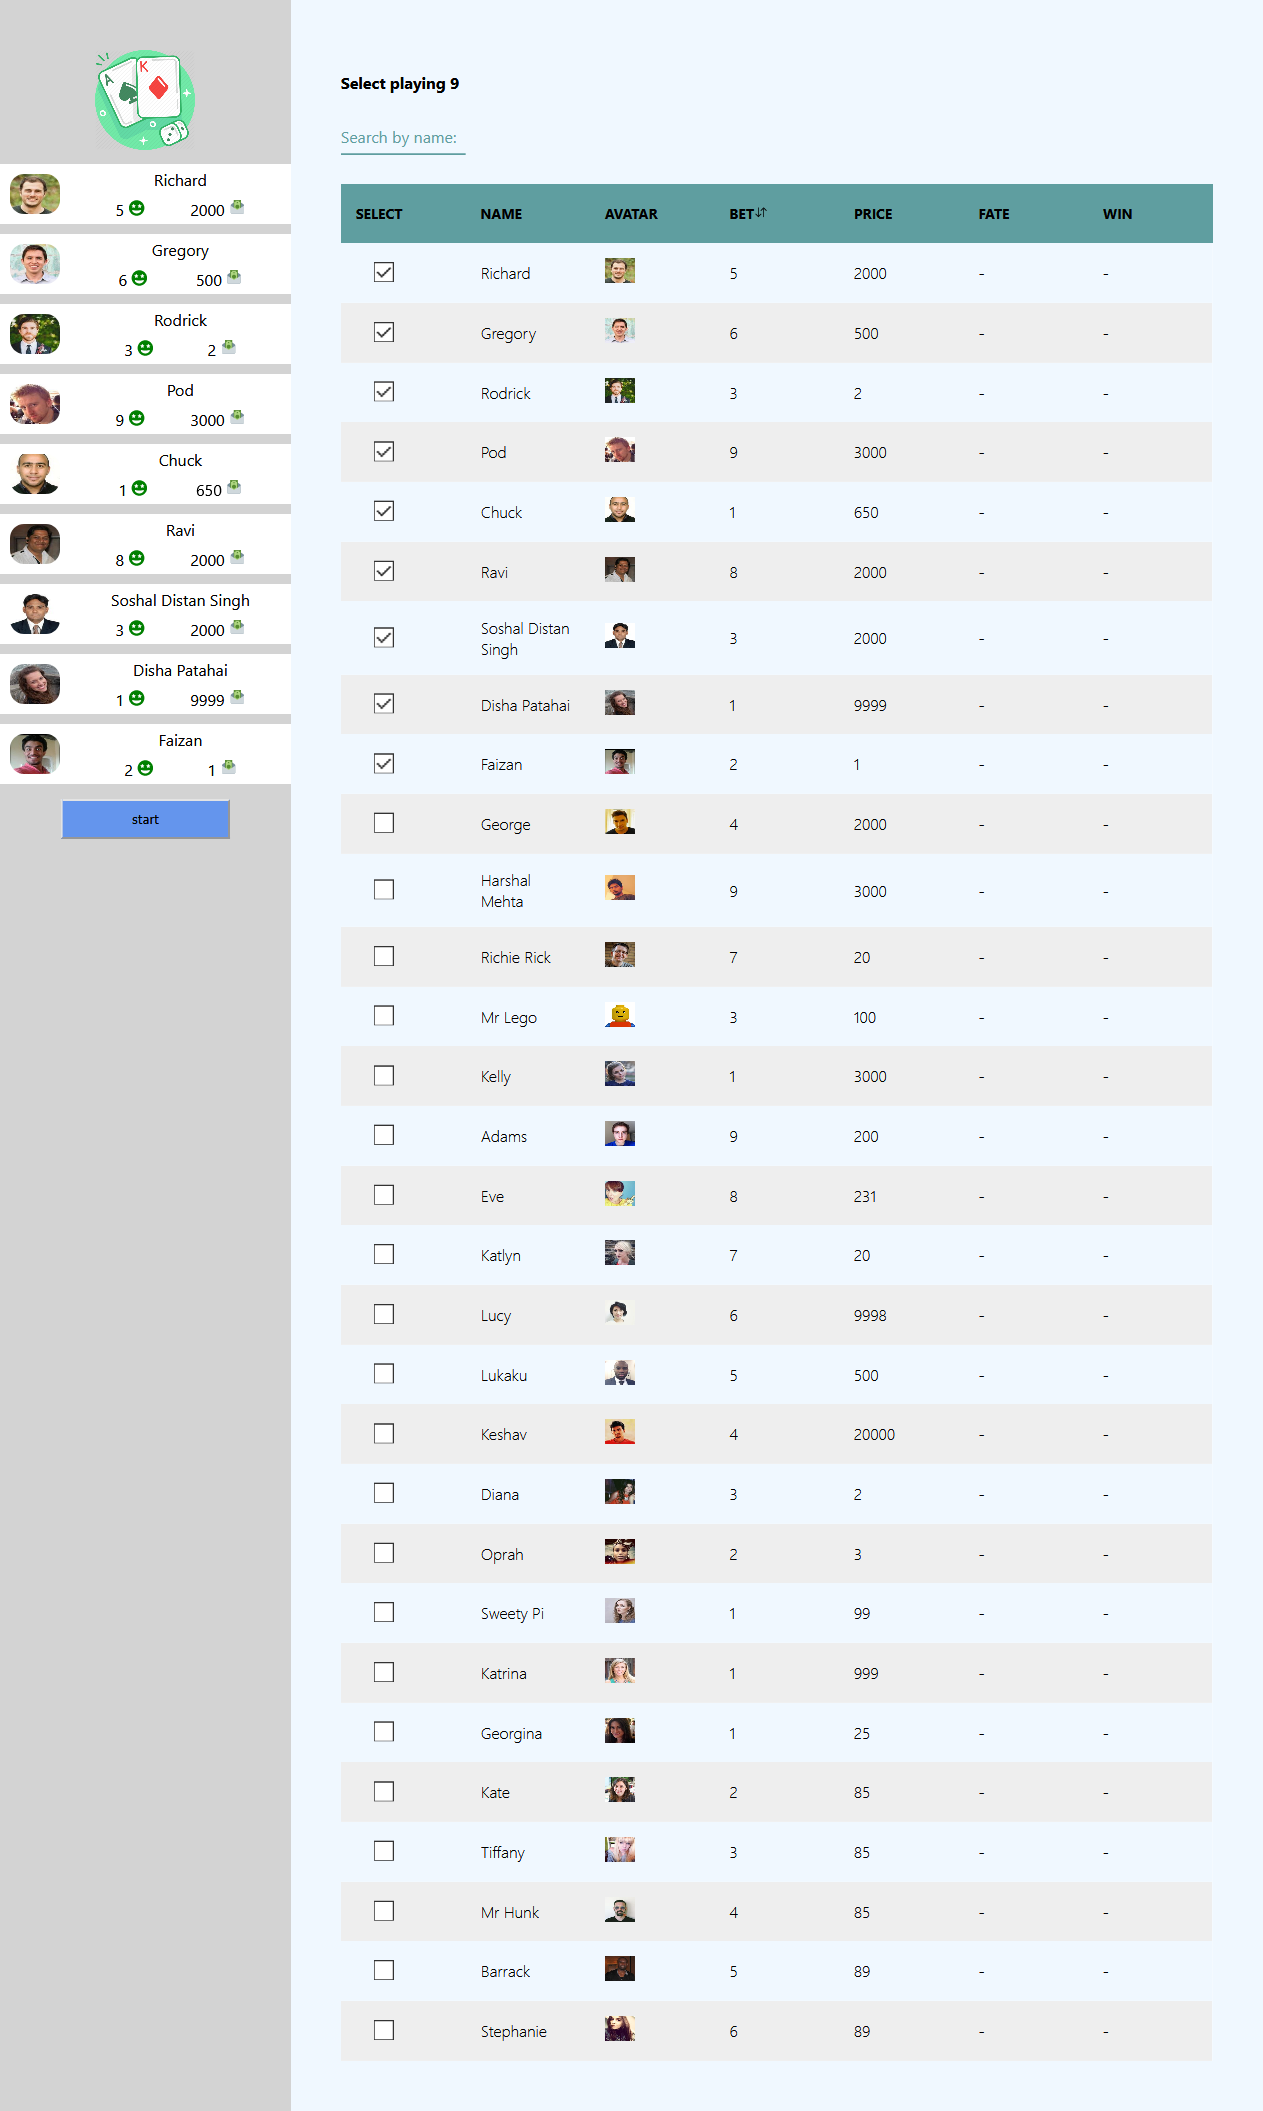 A K
Richard
5 2000
Gregory
6 500
Rodrick
3 2
Pod
9 3000
Chuck
1 650
Ravi
8 2000
Soshal Distan Singh
3 2000
Disha Patahai
1 9999
Faizan
2 1
start
Select playing 9
Search by name:
SELECT NAME AVATAR BET PRICE FATE WIN
Richard 5 2000 - -
Gregory 6 500 - -
Rodrick 3 2 - -
Pod 9 3000 - -
Chuck 1 650 - -
Ravi 8 2000 - -
Soshal Distan
Singh 3 2000 - -
Disha Patahai 1 9999 - -
Faizan 2 1 - -
George 4 2000 - -
Harshal
Mehta 9 3000 - -
Richie Rick 7 20 - -
Mr Lego 3 100 - -
Kelly 1 3000 - -
Adams 9 200 - -
Eve 8 231 - -
Katlyn 7 20 - -
Lucy 6 9998 - -
Lukaku 5 500 - -
Keshav 4 20000 - -
Diana 3 2 - -
Oprah 2 3 - -
Sweety Pi 1 99 - -
Katrina 1 999 - -
Georgina 1 25 - -
Kate 2 85 - -
Tiffany 3 85 - -
Mr Hunk 4 85 - -
Barrack 5 89 - -
Stephanie 6 89 - -